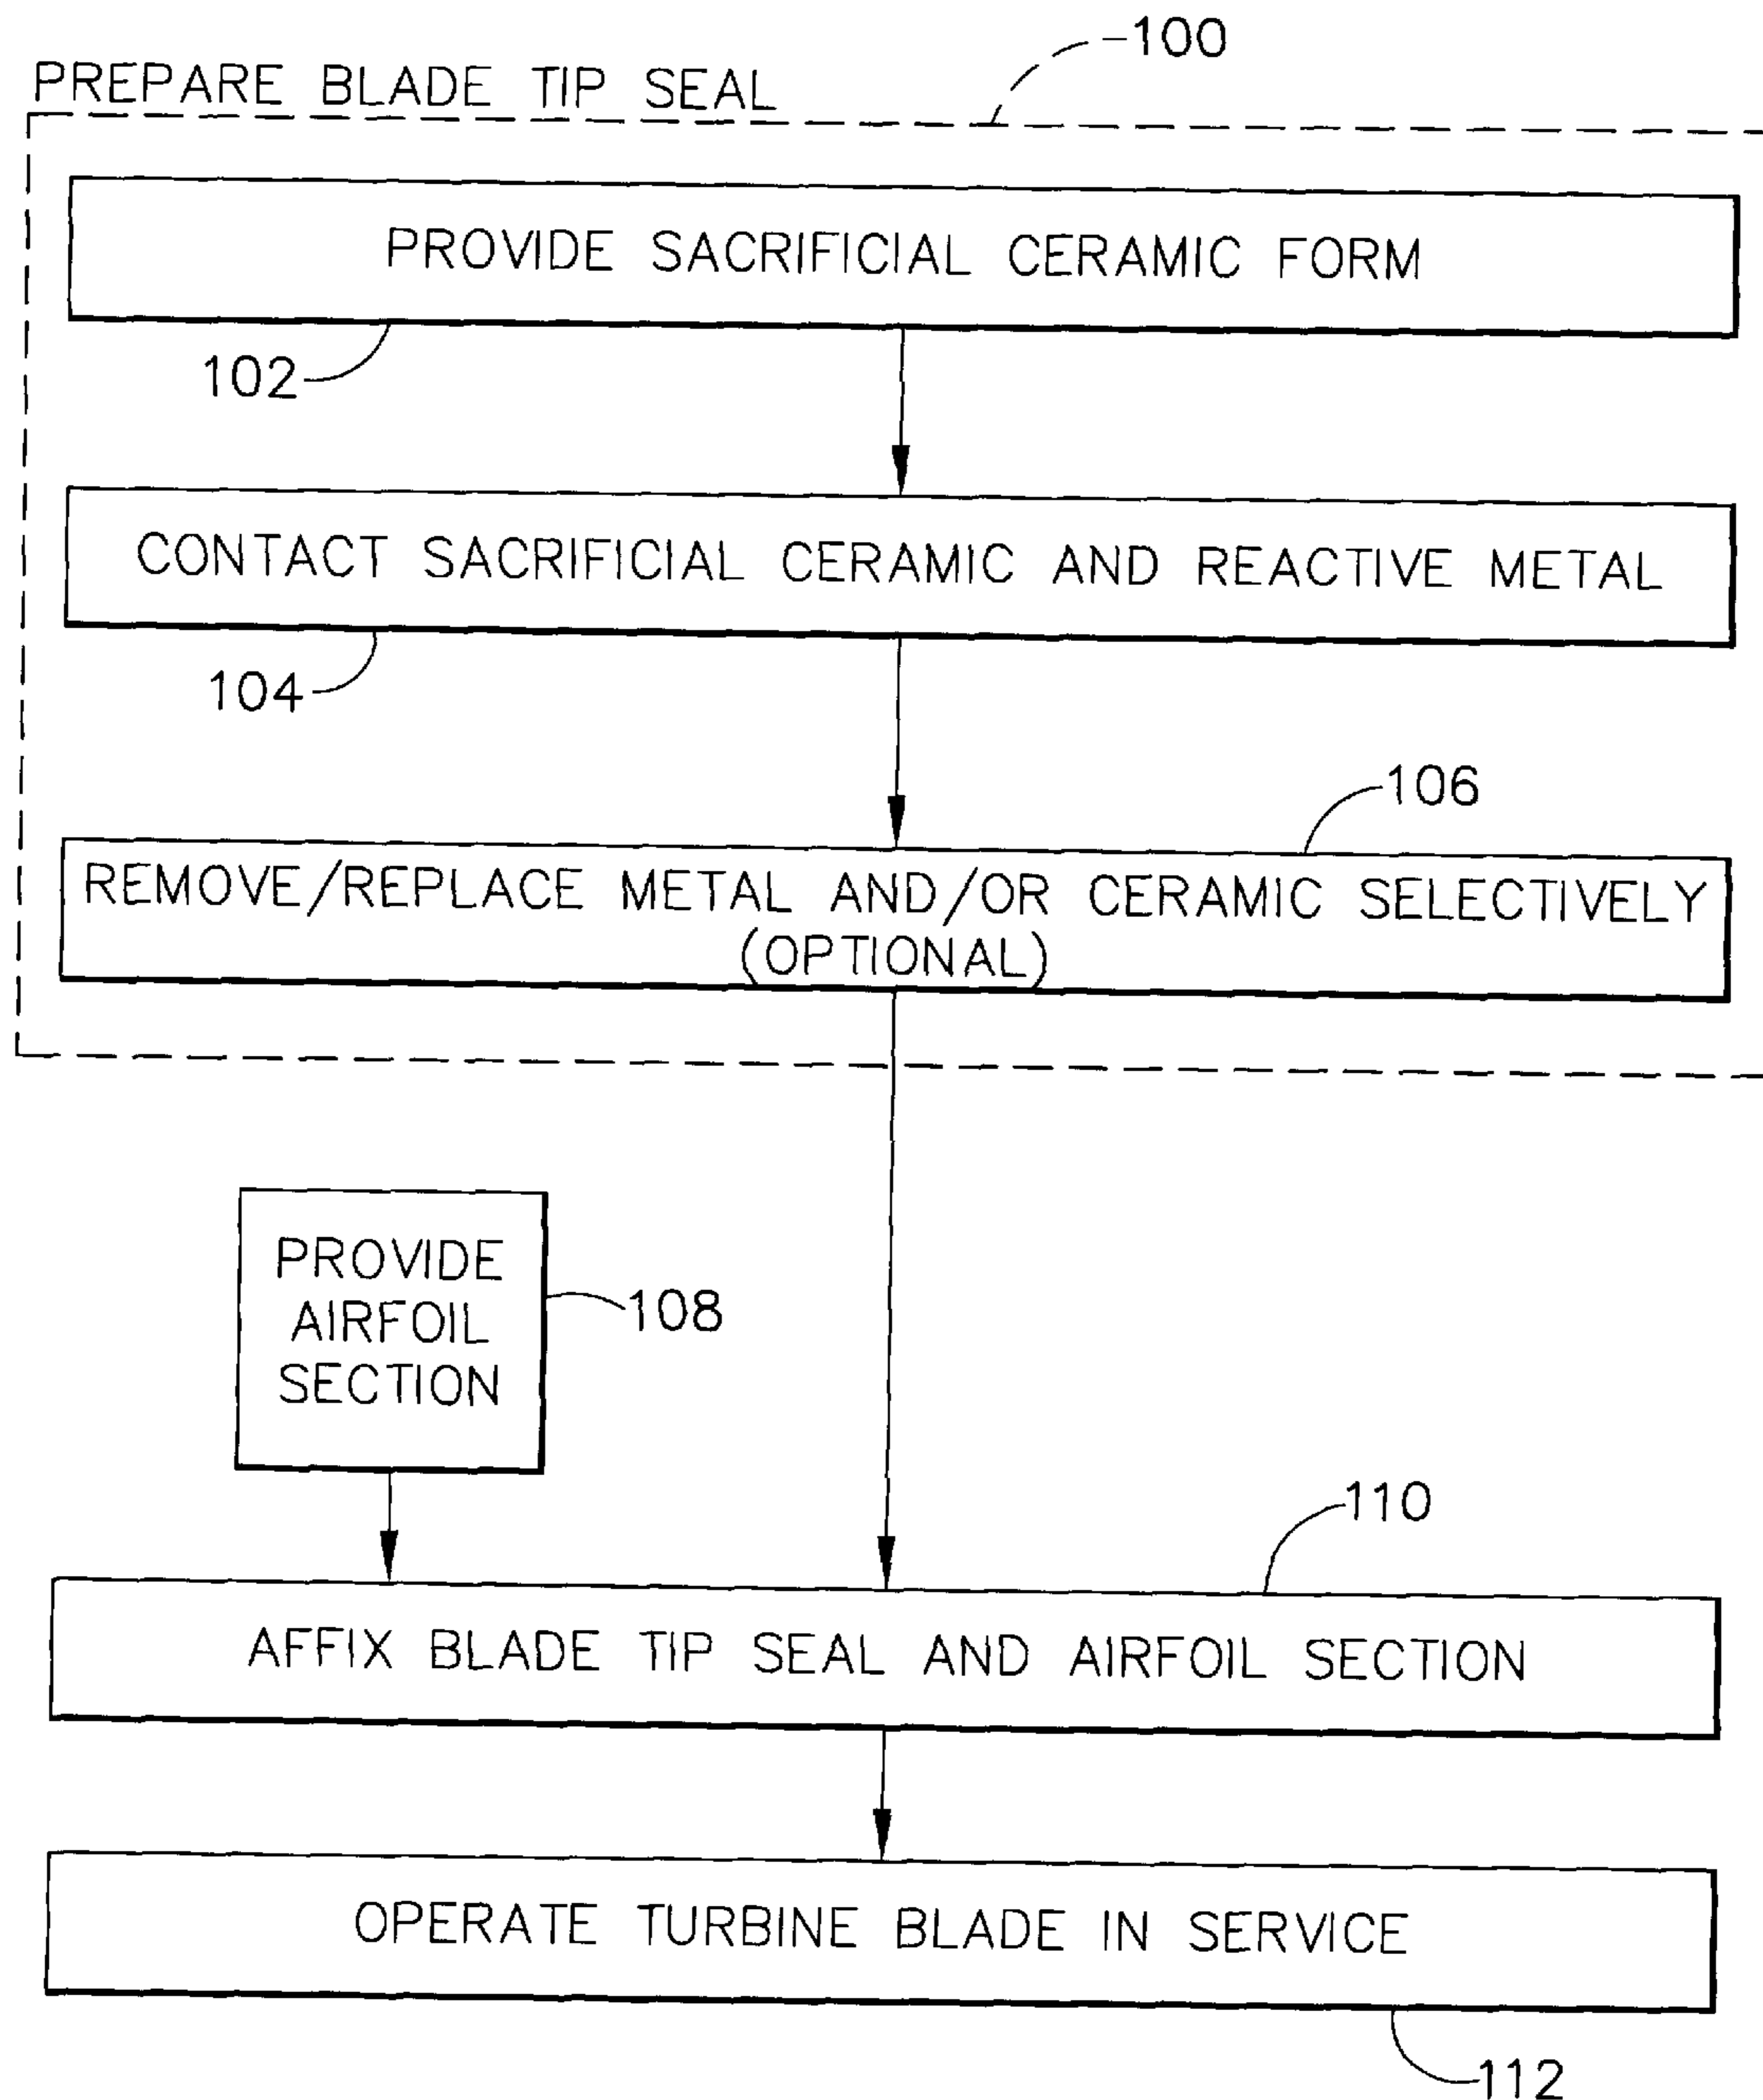 100
PREPARE BLADE TIP SEAL
PROVIDE SACRIFICIAL CERAMIC FORM
102
CONTACT SACRIFICIAL CERAMIC AND REACTIVE METAL
104
106
REMOVE/REPLACE METAL AND/OR CERAMIC SELECTIVELY
(OPTIONAL)
PROVIDE
AIRFOIL
SECTION
108
110
AFFIX BLADE TIP SEAL AND AIRFOIL SECTION
OPERATE TURBINE BLADE IN SERVICE
112